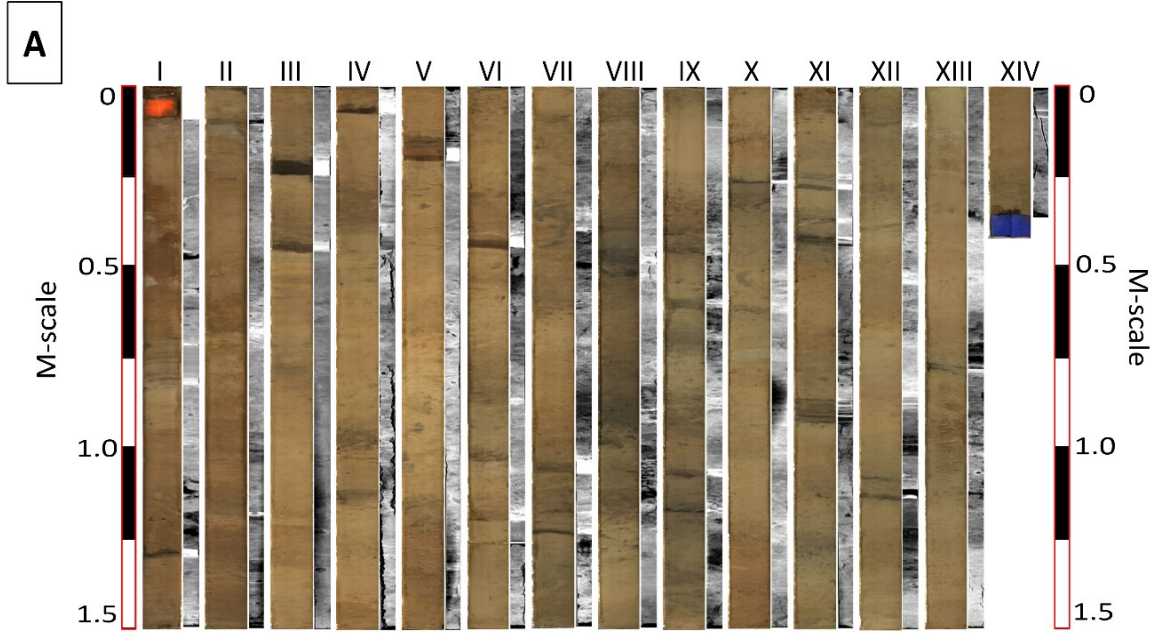 A
I II III IV V VI VII VIII IX X XI XII XIII XIV
0 0
0.5 0.5
M-scale M-scale
1.0 1.0
1.5 1.5